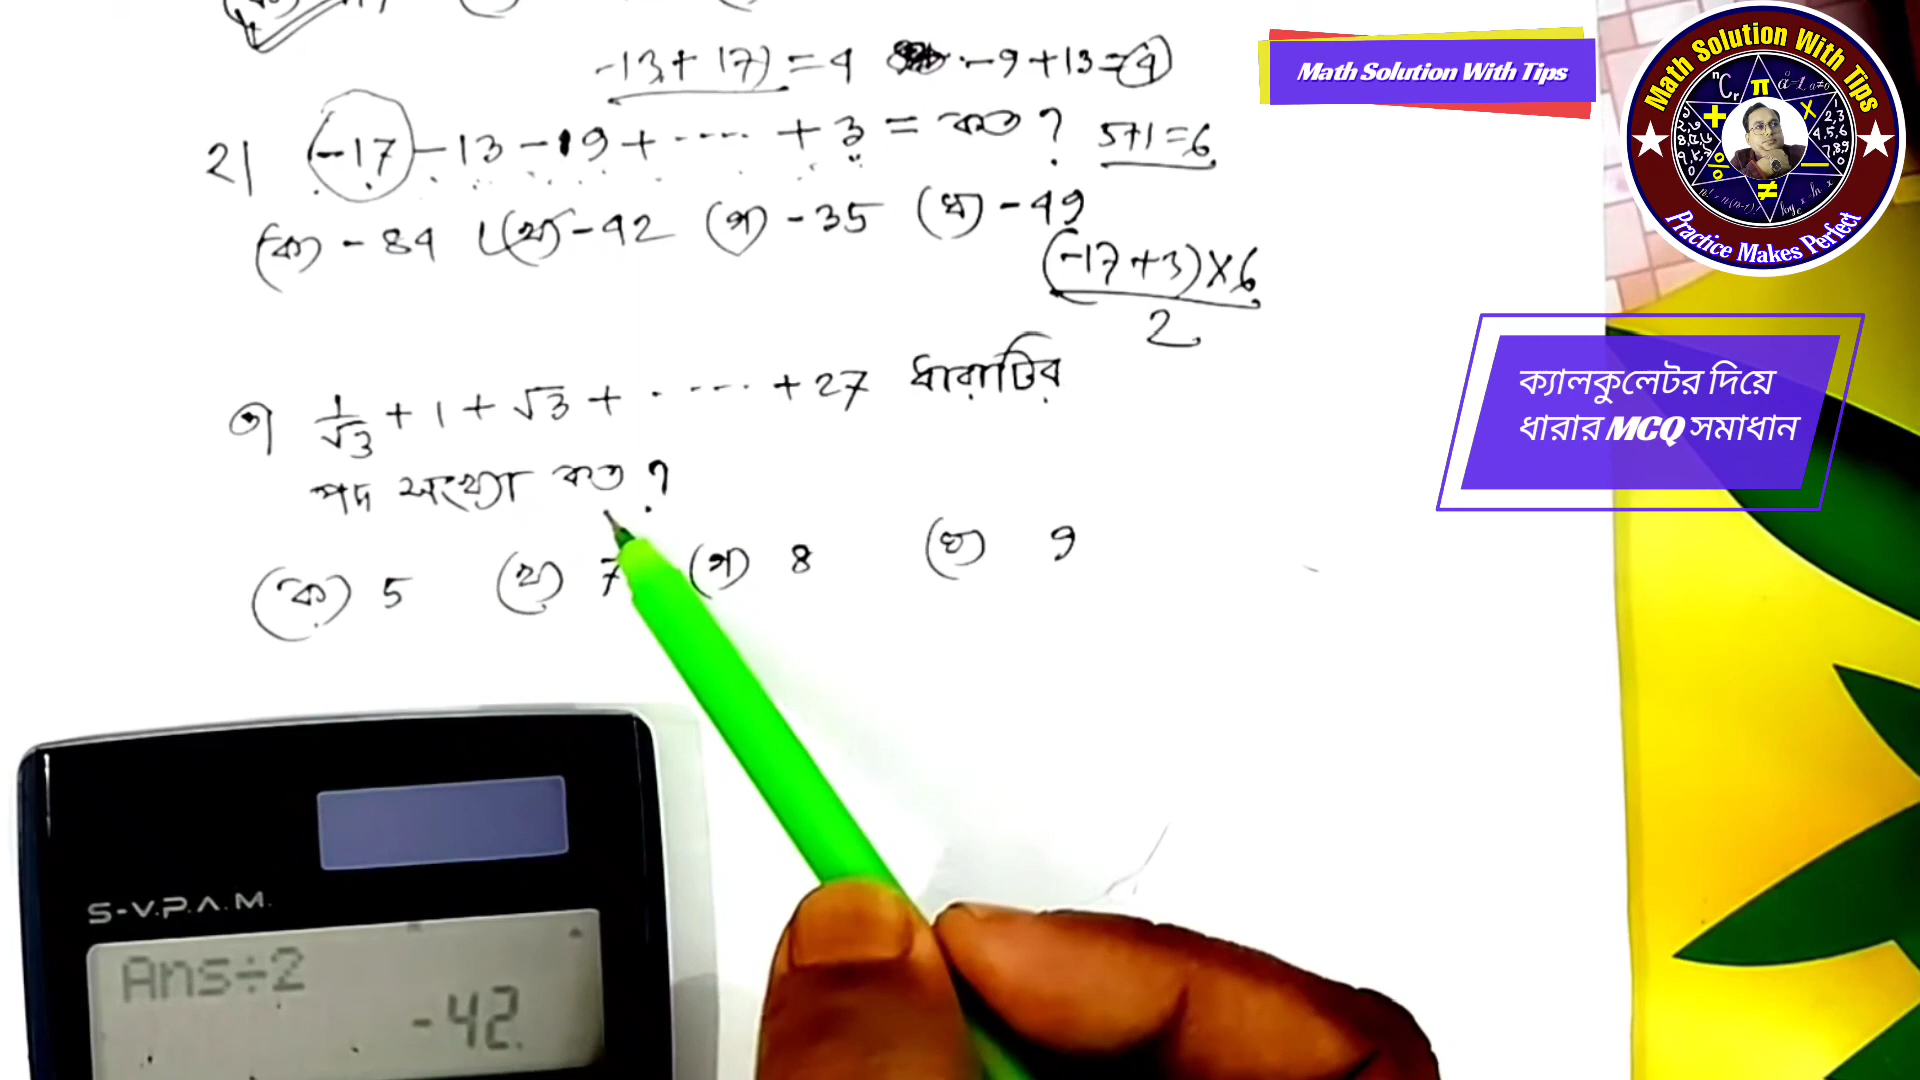 -13+17)=4 -9+13=4
২| -17-13-9+ ..... +3= কত ? 5+1=6
(ক) -84 (খ) -42 (গ) -35 (ঘ) -49
(-17+3)×6
2
৩| 1/√3 + 1 + √3 + ..... + 27 ধারাটির
পদ সংখ্যা কত ?
(ক) 5 (খ) 7 (গ) 8 (ঘ) 9
S-V.P.A.M.
Ans÷2
-42.
Math Solution With Tips
Math Solution With Tips
Practice Makes Perfect
ক্যালকুলেটর দিয়ে
ধারার MCQ সমাধান